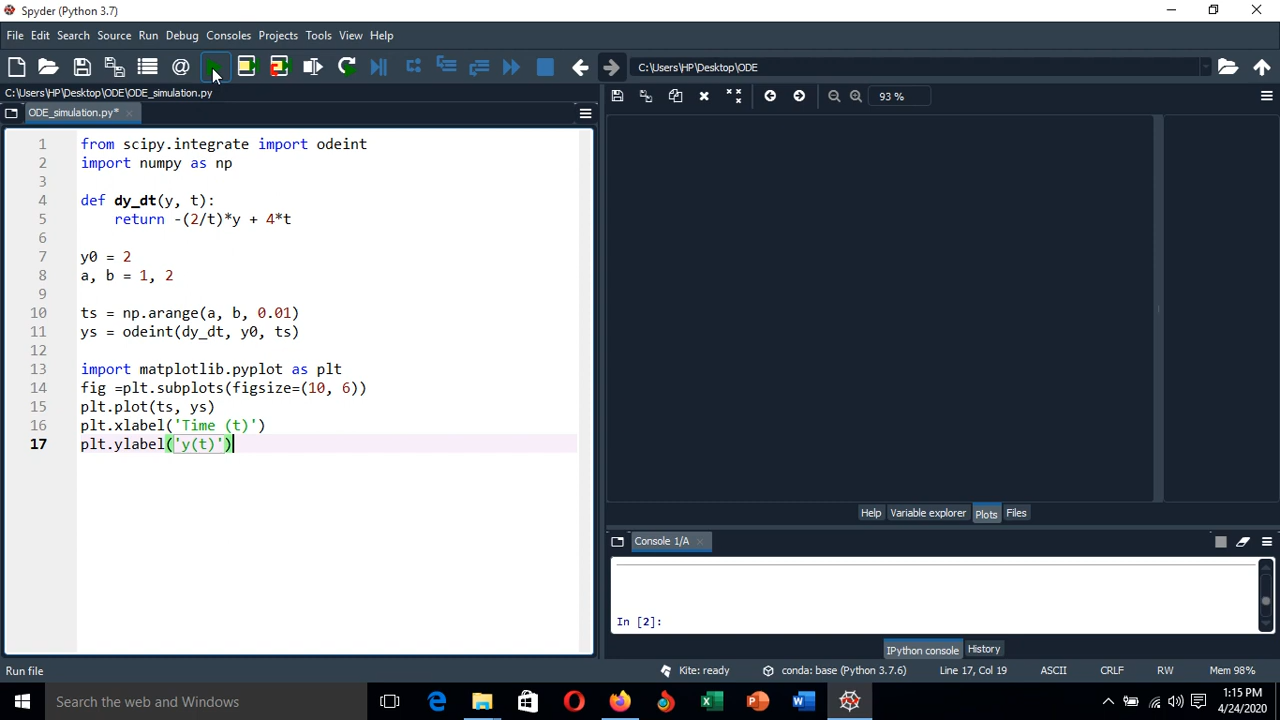 Spyder (Python 3.7)
File Edit Search Source Run Debug Consoles Projects Tools View Help
C:\Users\HP\Desktop\ODE
C:\Users\HP\Desktop\ODE\ODE_simulation.py
ODE_simulation.py*
93 %
1 from scipy.integrate import odeint
2 import numpy as np
3
4 def dy_dt(y, t):
5 return -(2/t)*y + 4*t
6
7 y0 = 2
8 a, b = 1, 2
9
10 ts = np.arange(a, b, 0.01)
11 ys = odeint(dy_dt, y0, ts)
12
13 import matplotlib.pyplot as plt
14 fig =plt.subplots(figsize=(10, 6))
15 plt.plot(ts, ys)
16 plt.xlabel('Time (t)')
17 plt.ylabel('y(t)')
Help Variable explorer Plots Files
Console 1/A
In [2]:
IPython console History
Run file
Kite: ready conda: base (Python 3.7.6) Line 17, Col 19 ASCII CRLF RW Mem 98%
Search the web and Windows
1:15 PM
4/24/2020